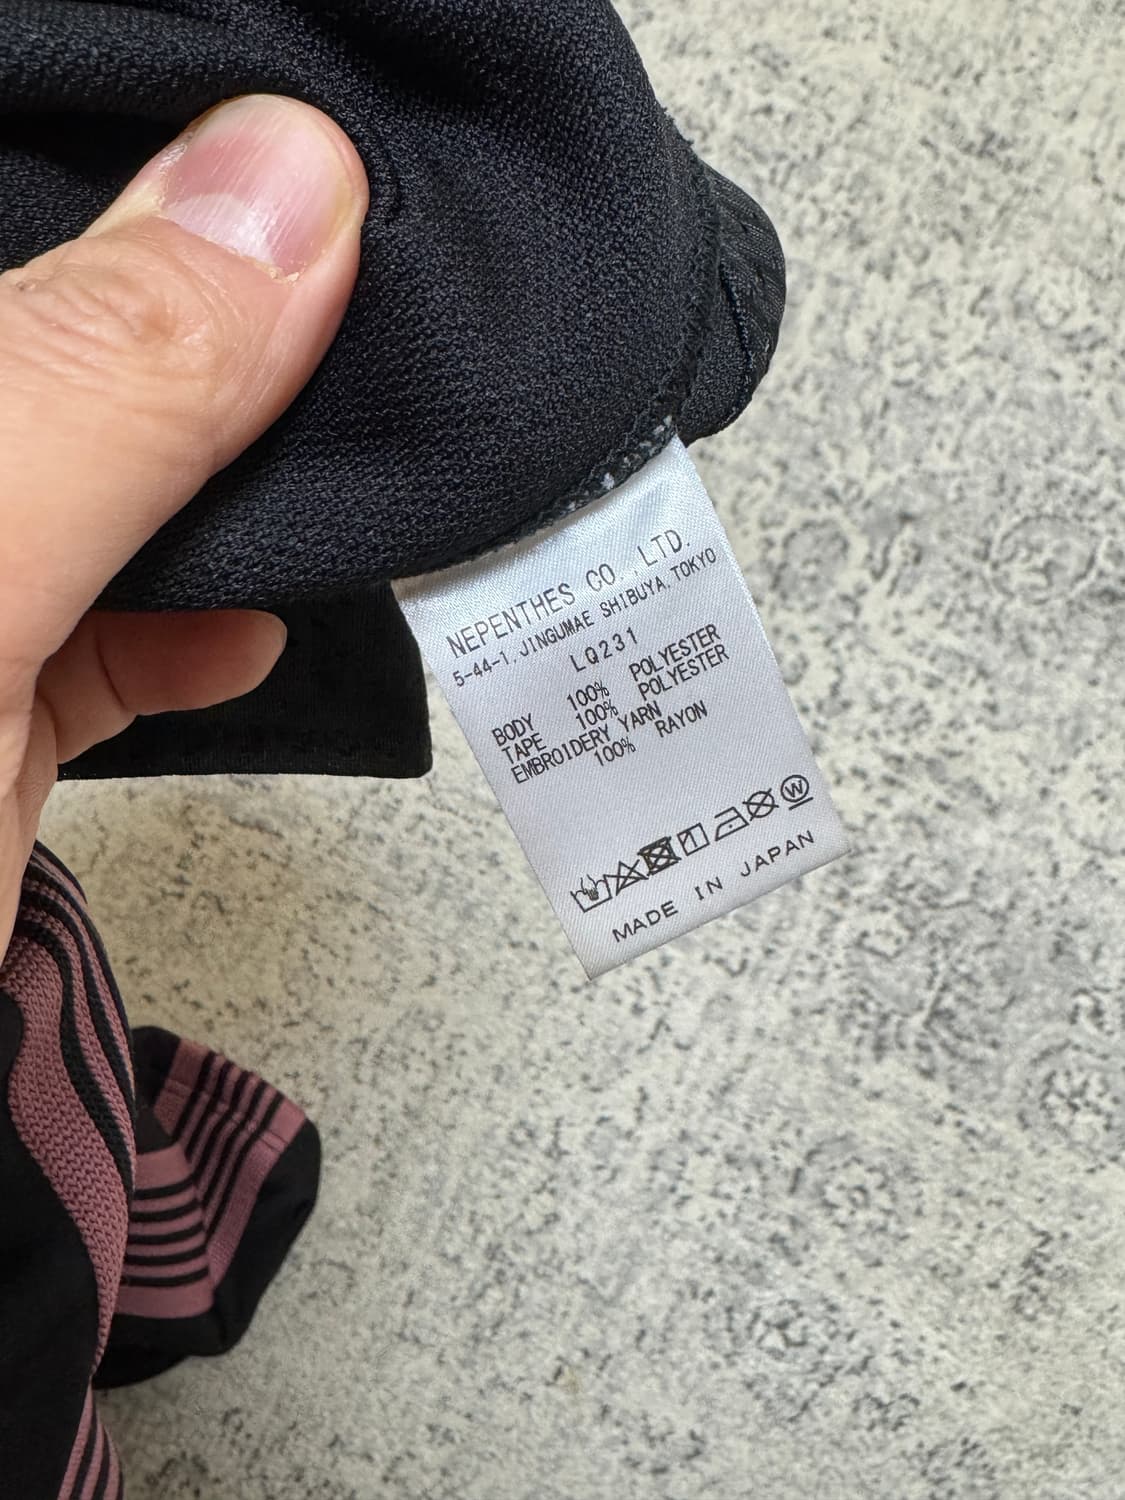 NEPENTHES CO., LTD.
5-44-1, JINGUMAE SHIBUYA, TOKYO
LQ231
BODY 100% POLYESTER
TAPE 100% POLYESTER
EMBROIDERY YARN
100% RAYON
W
MADE IN JAPAN